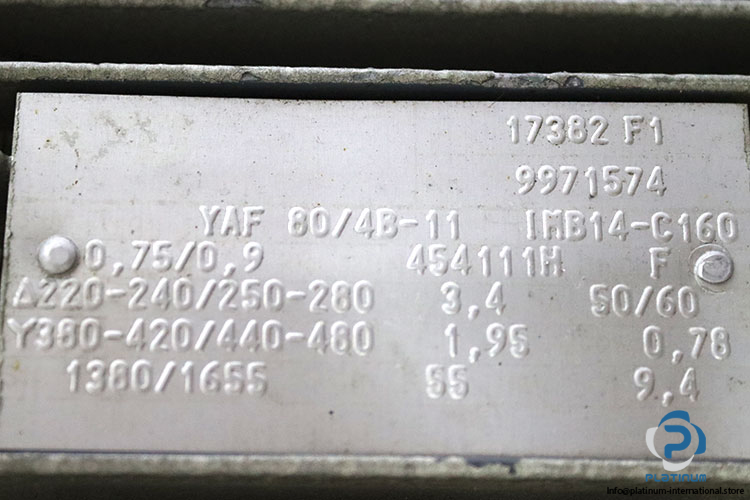 17382 F1
9971574
YAF 80/4B-11 IMB14-C160
0,75/0,9 454111H F
Δ220-240/250-280 3,4 50/60
Y380-420/440-480 1,95 0,78
1380/1655 55 9,4
PLATINUM
info@platinum-international.store